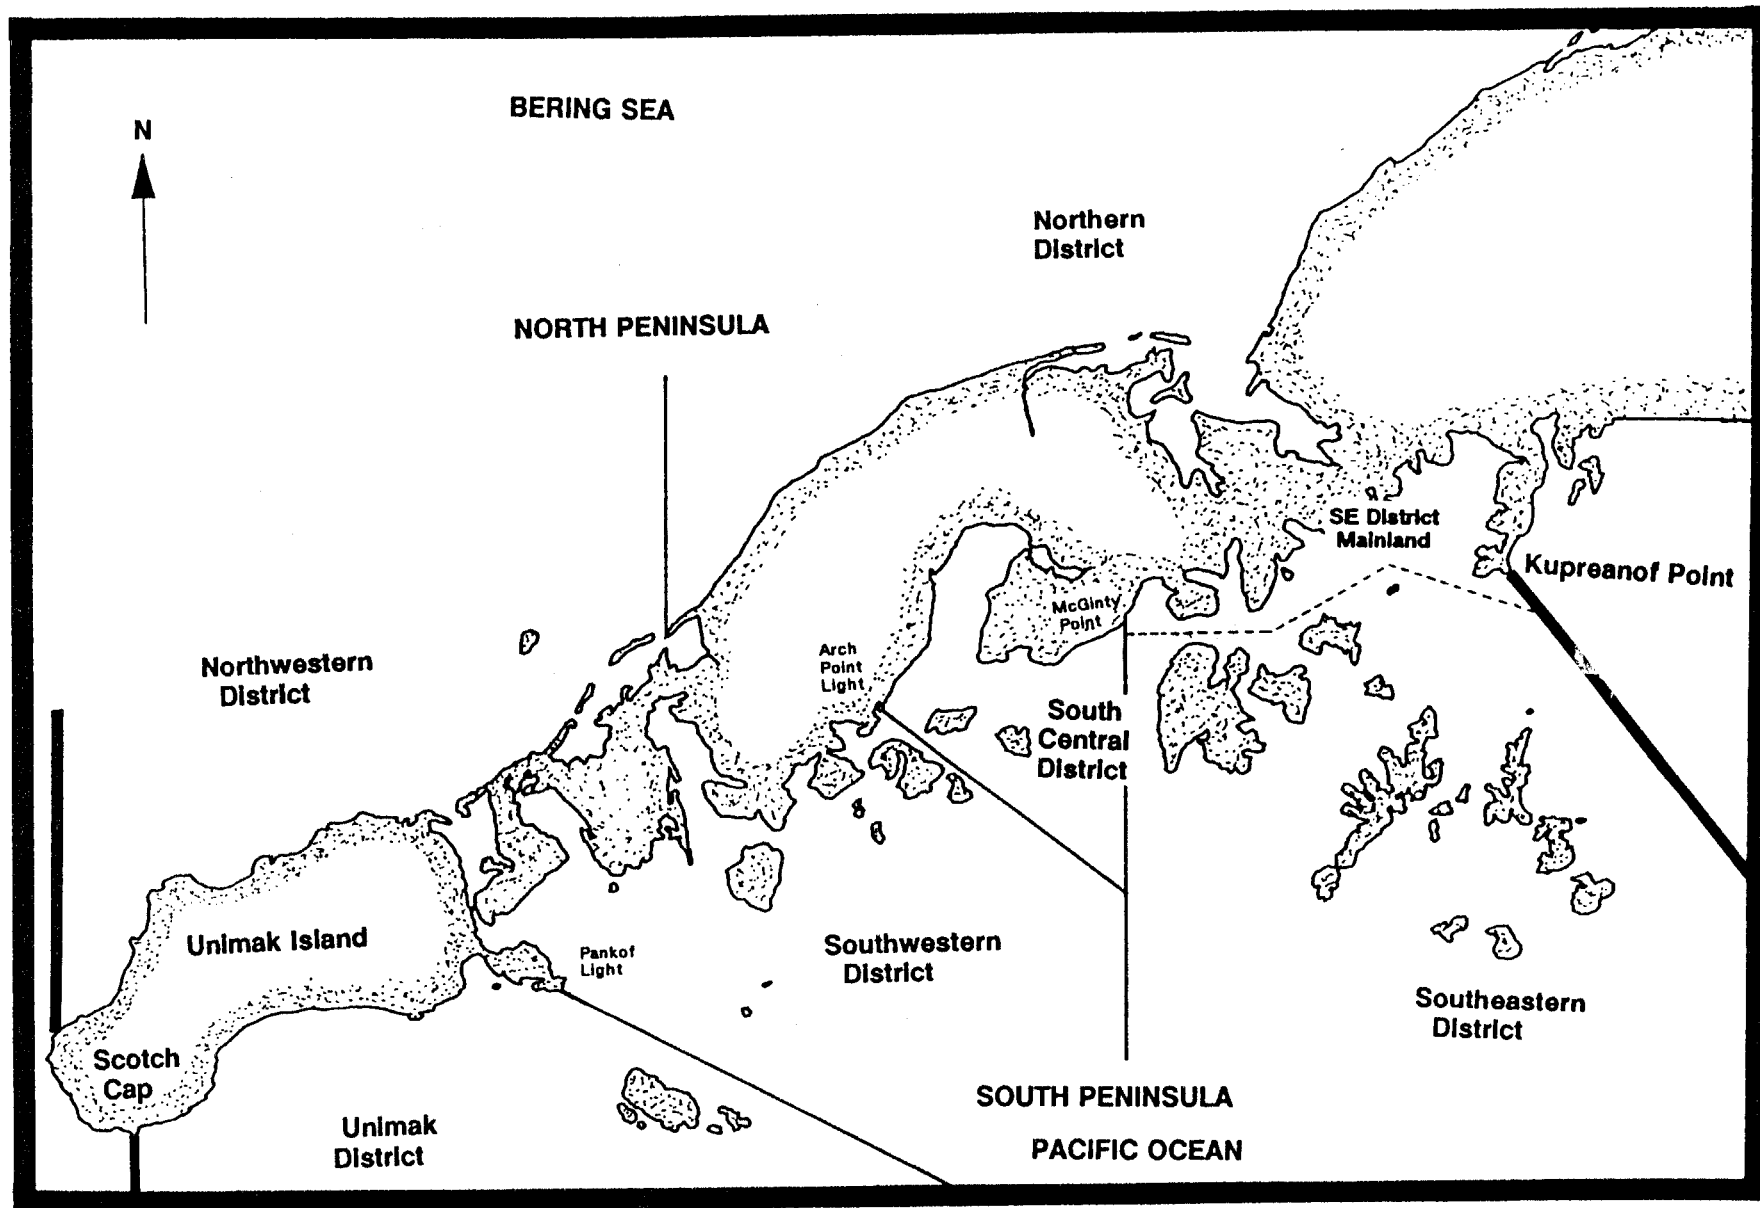 BERING SEA
N
Northern
District
NORTH PENINSULA
SE District
Mainland
Kupreanof Point
McGinty
Point
Arch
Point
Light
Northwestern
District
South
Central
District
Unimak Island
Pankof
Light
Southwestern
District
Southeastern
District
Scotch
Cap
SOUTH PENINSULA
Unimak
District
PACIFIC OCEAN